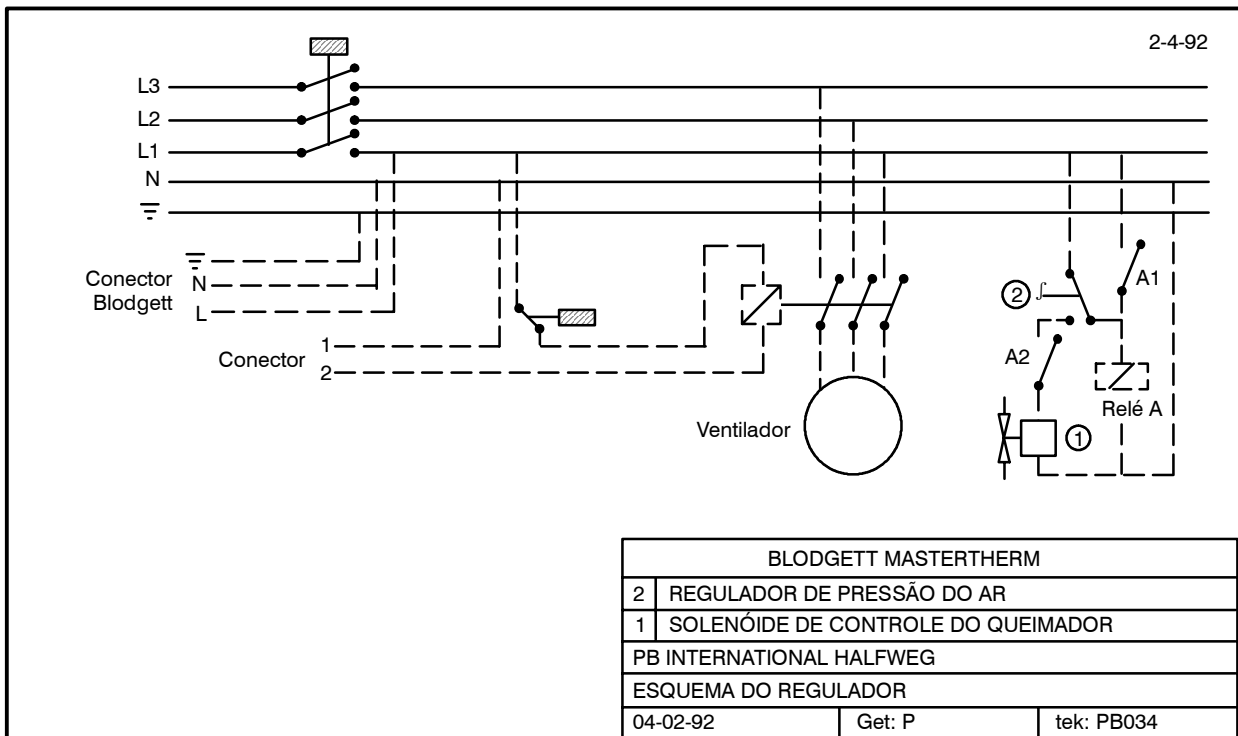 2-4-92
L3
L2
L1
N
Conector
Blodgett
N
L
Conector
1
2
Ventilador
2
A1
A2
Relé A
1
BLODGETT MASTERTHERM
2 REGULADOR DE PRESSÃO DO AR
1 SOLENÓIDE DE CONTROLE DO QUEIMADOR
PB INTERNATIONAL HALFWEG
ESQUEMA DO REGULADOR
04-02-92 Get: P tek: PB034